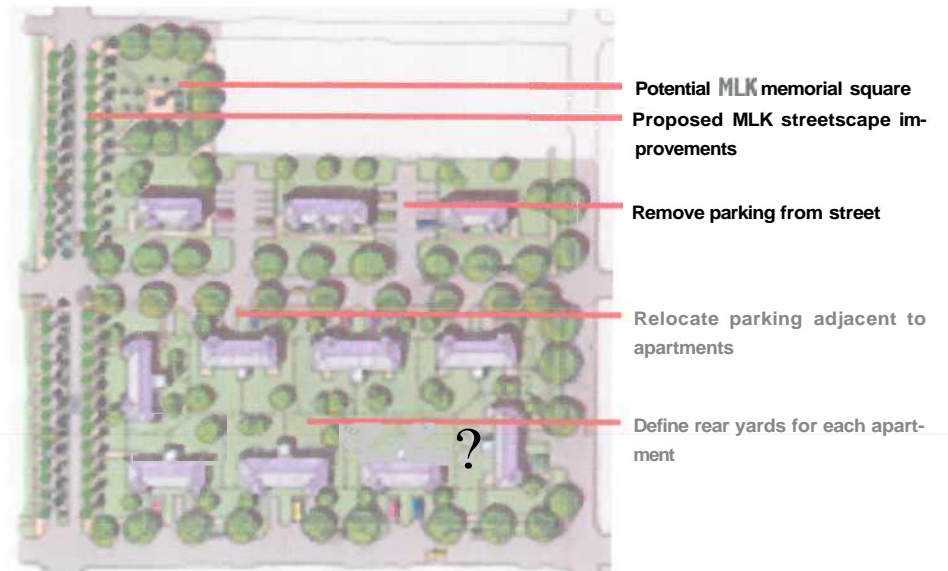 Potential MLK memorial square
Proposed MLK streetscape im-
provements
Remove parking from street
Relocate parking adjacent to
apartments
Define rear yards for each apart-
ment
?